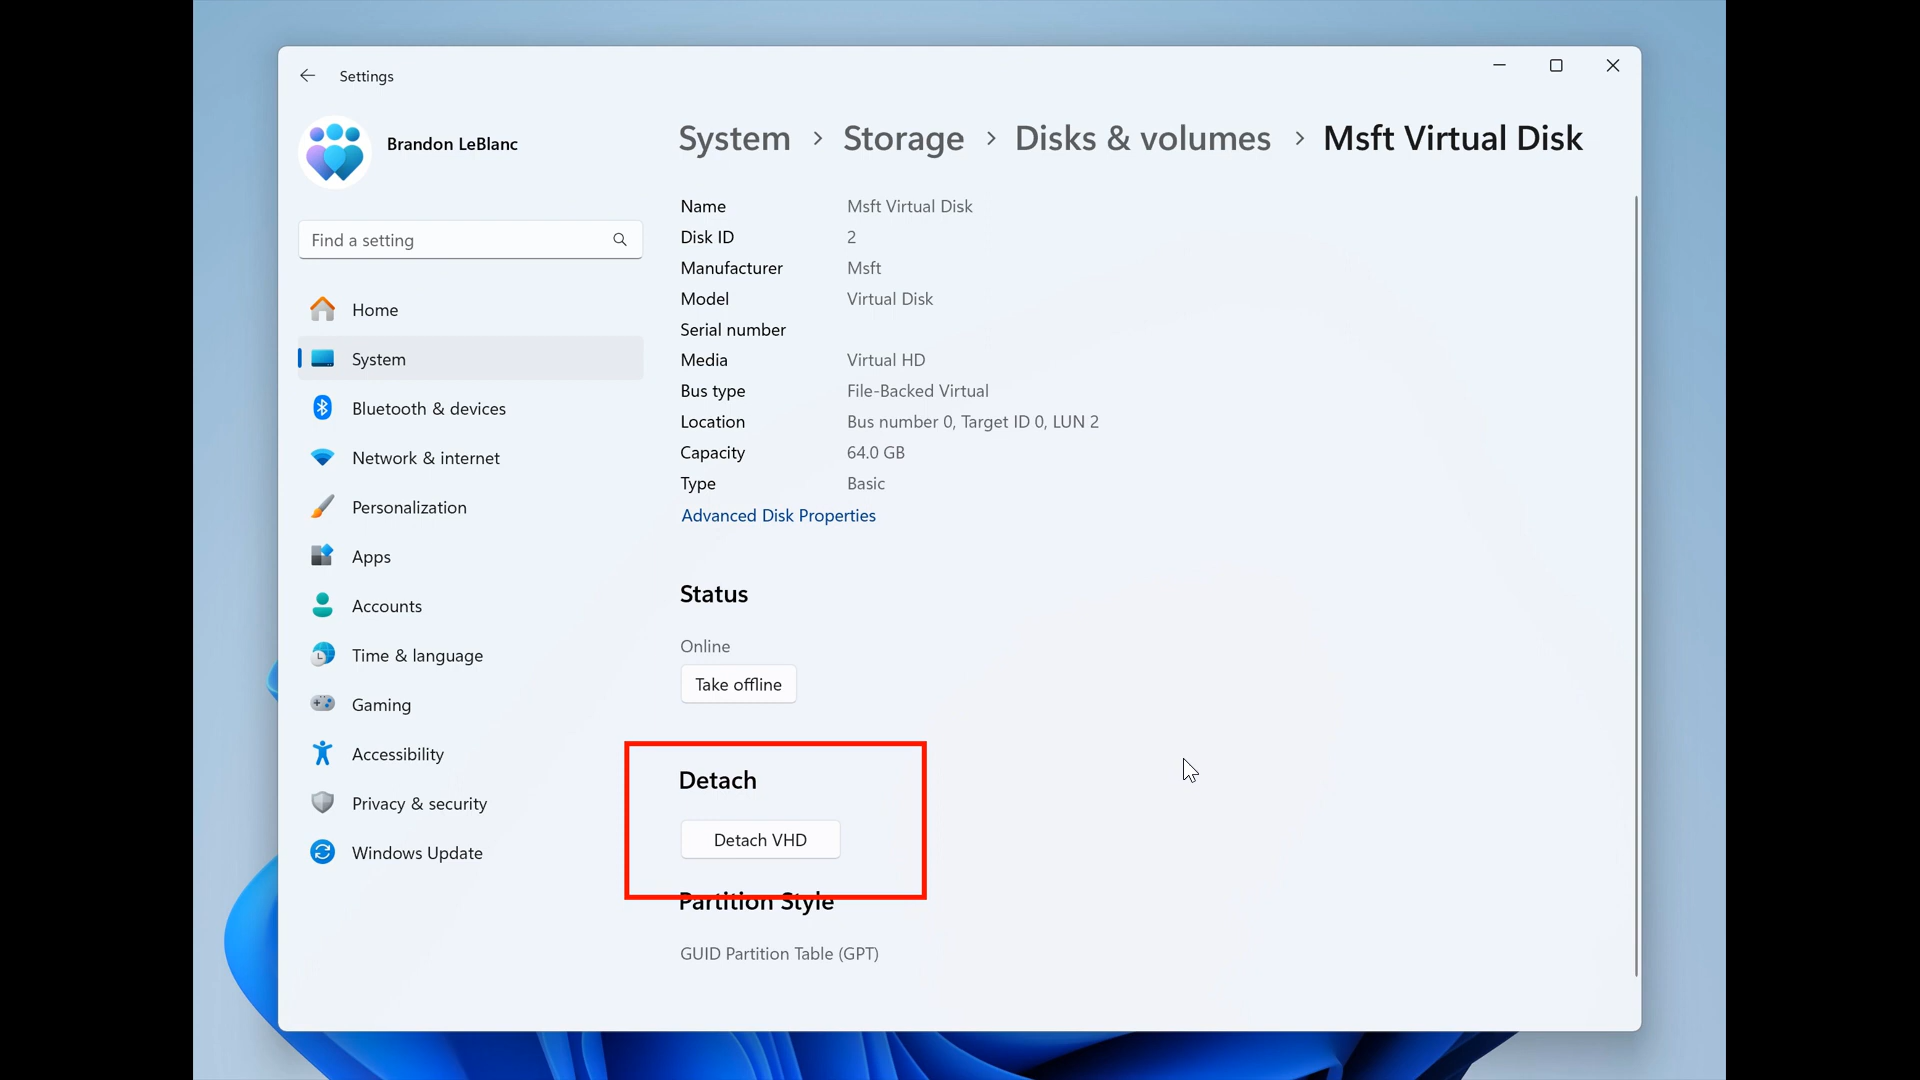 Settings
Brandon LeBlanc
Find a setting
Home
System
Bluetooth & devices
Network & internet
Personalization
Apps
Accounts
Time & language
Gaming
Accessibility
Privacy & security
Windows Update
System > Storage > Disks & volumes > Msft Virtual Disk
Name Msft Virtual Disk
Disk ID 2
Manufacturer Msft
Model Virtual Disk
Serial number
Media Virtual HD
Bus type File-Backed Virtual
Location Bus number 0, Target ID 0, LUN 2
Capacity 64.0 GB
Type Basic
Advanced Disk Properties
Status
Online
Take offline
Detach
Detach VHD
Partition Style
GUID Partition Table (GPT)